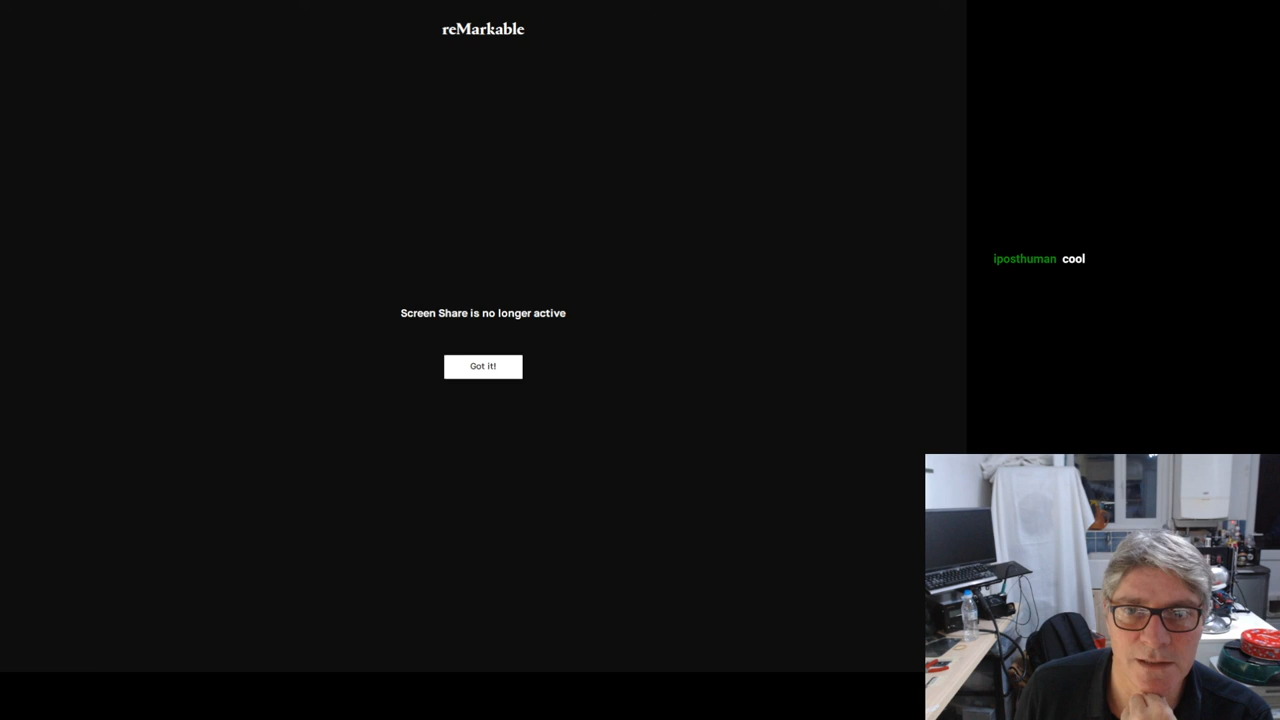 reMarkable
Screen Share is no longer active
Got it!
iposthuman cool